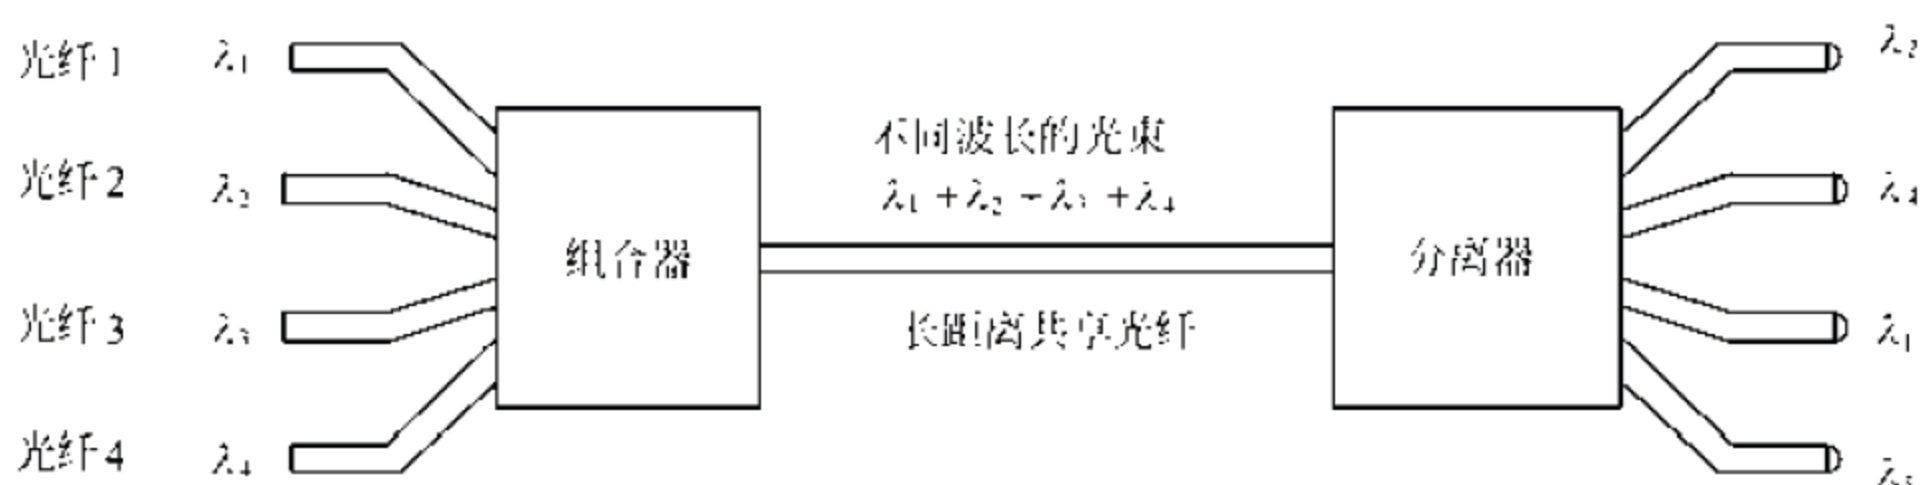 光纤1 λ₁
光纤2 λ₂
光纤3 λ₃
光纤4 λ₄
组合器
不同波长的光束
λ₁+λ₂+λ₃+λ₄
长距离共享光纤
分离器
λ₂
λ₄
λ₁
λ₃